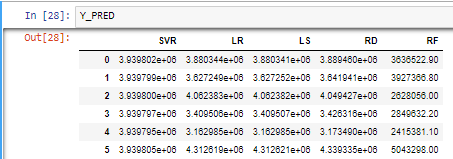 In [28]: Y_PRED
Out[28]:
SVR LR LS RD RF
0 3.939802e+06 3.880344e+06 3.880341e+06 3.889460e+06 3636522.90
1 3.939799e+06 3.627249e+06 3.627252e+06 3.641941e+06 3927366.80
2 3.939800e+06 4.062383e+06 4.062382e+06 4.049427e+06 2628056.00
3 3.939797e+06 3.409506e+06 3.409507e+06 3.426316e+06 2849632.20
4 3.939795e+06 3.162985e+06 3.162985e+06 3.173490e+06 2415381.10
5 3.939805e+06 4.312619e+06 4.312621e+06 4.339335e+06 5043298.00